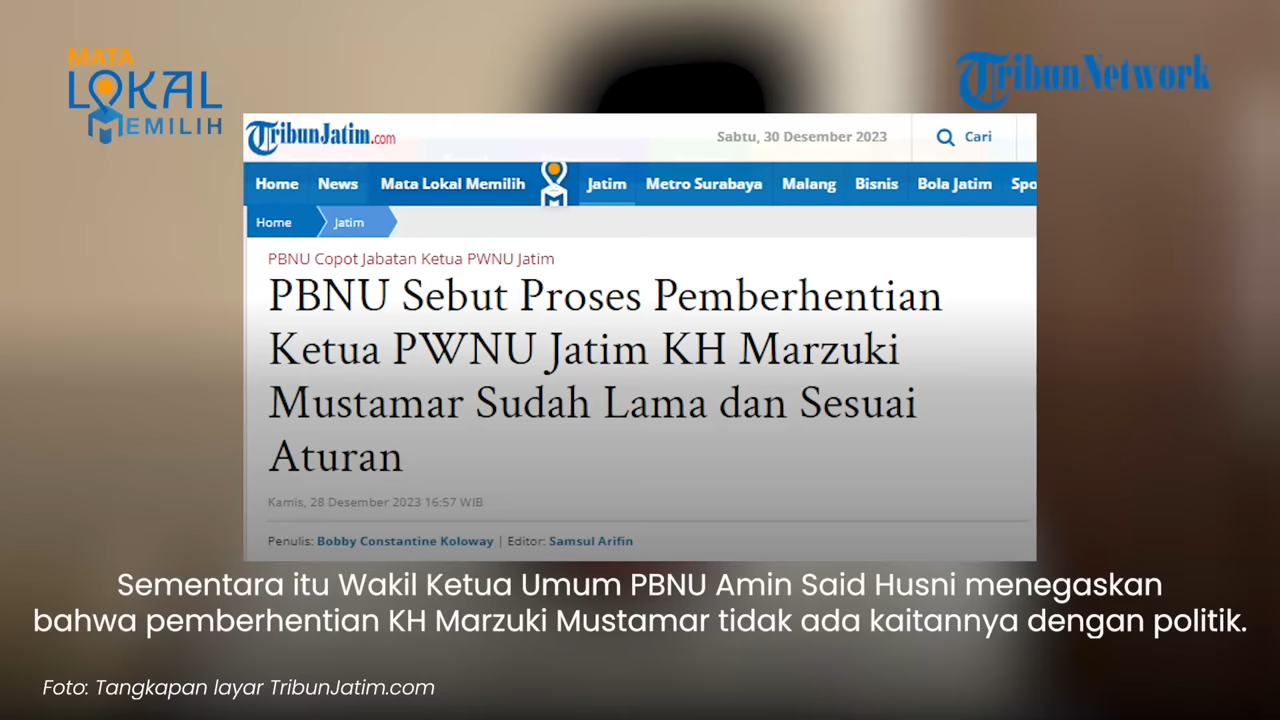 MATA
LOKAL
MEMILIH
TribunNetwork
TribunJatim.com
Sabtu, 30 Desember 2023
Cari
Home News Mata Lokal Memilih Jatim Metro Surabaya Malang Bisnis Bola Jatim Spo
Home Jatim
PBNU Copot Jabatan Ketua PWNU Jatim
PBNU Sebut Proses Pemberhentian
Ketua PWNU Jatim KH Marzuki
Mustamar Sudah Lama dan Sesuai
Aturan
Kamis, 28 Desember 2023 16:57 WIB
Penulis: Bobby Constantine Koloway | Editor: Samsul Arifin
Sementara itu Wakil Ketua Umum PBNU Amin Said Husni menegaskan
bahwa pemberhentian KH Marzuki Mustamar tidak ada kaitannya dengan politik.
Foto: Tangkapan layar TribunJatim.com